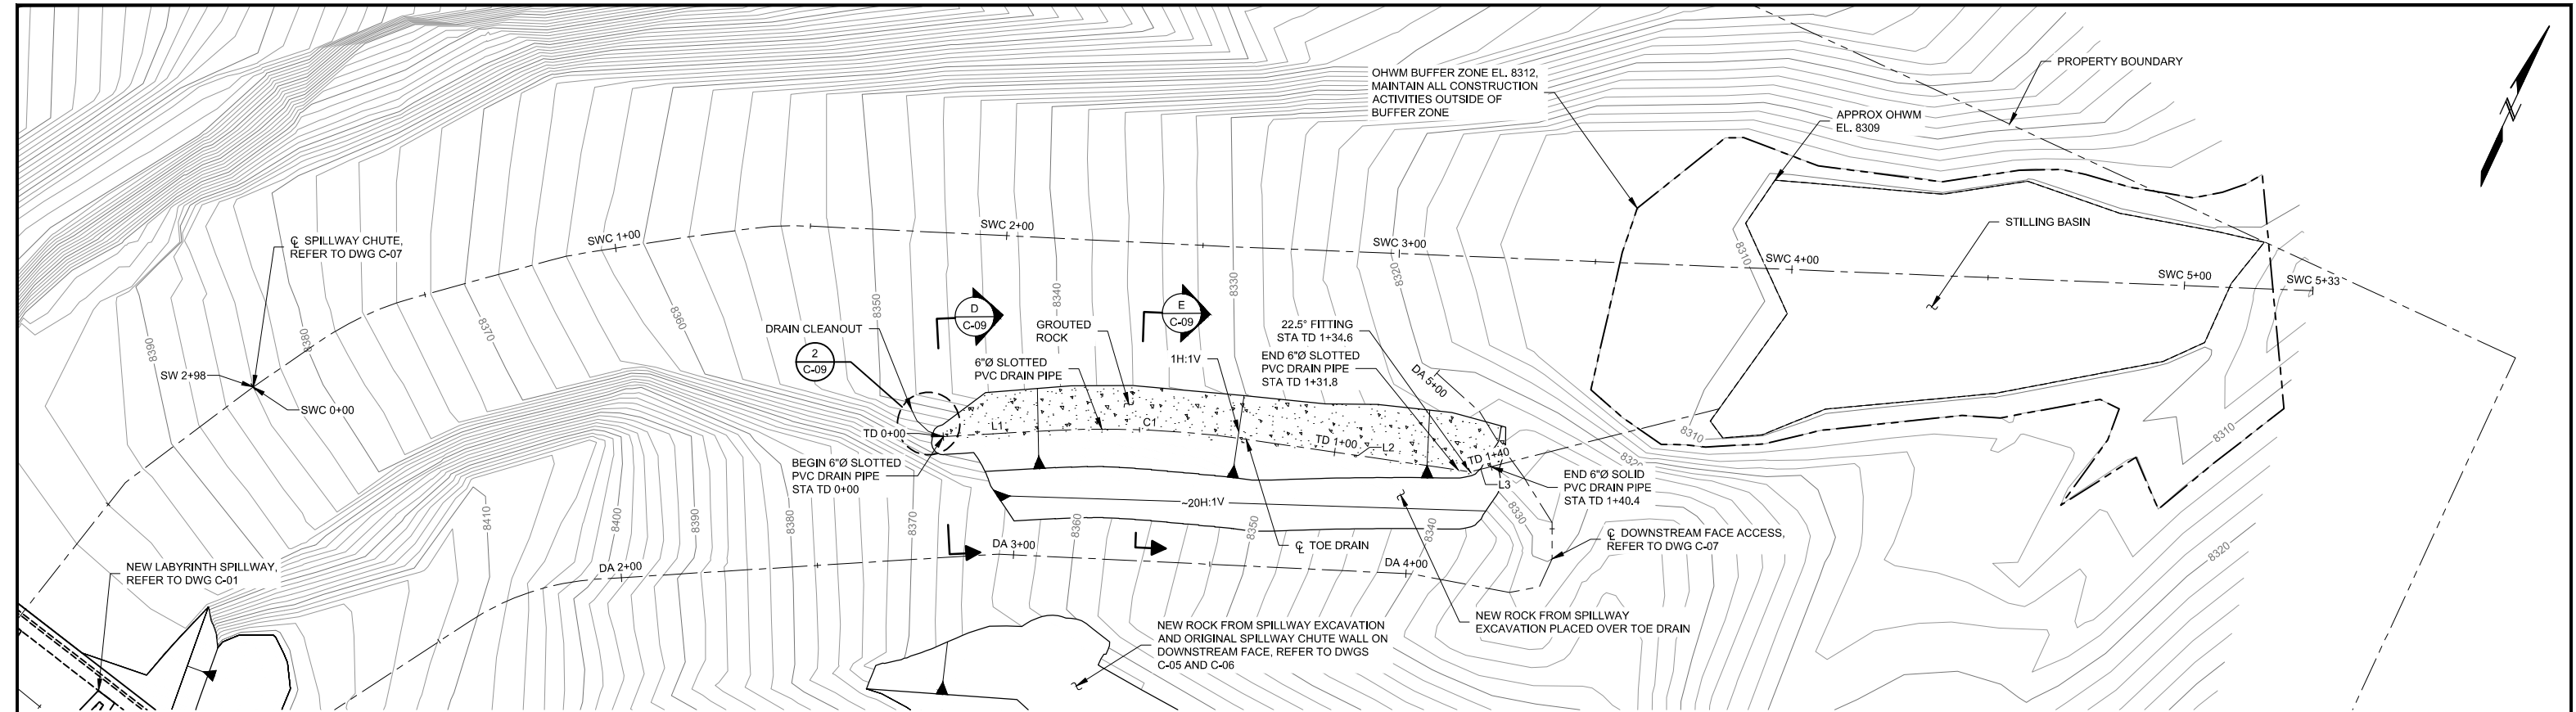 OHWM BUFFER ZONE EL. 8312,
MAINTAIN ALL CONSTRUCTION
ACTIVITIES OUTSIDE OF
BUFFER ZONE
PROPERTY BOUNDARY
APPROX OHWM
EL. 8309
N
STILLING BASIN
℄ SPILLWAY CHUTE,
REFER TO DWG C-07
SWC 1+00
SWC 2+00
SWC 3+00
SWC 4+00
SWC 5+00
SWC 5+33
8310
8320
8330
8340
8350
8360
8370
8380
8390
SW 2+98
SWC 0+00
DRAIN CLEANOUT
2
C-09
D
C-09
GROUTED
ROCK
6"Ø SLOTTED
PVC DRAIN PIPE
E
C-09
1H:1V
22.5° FITTING
STA TD 1+34.6
END 6"Ø SLOTTED
PVC DRAIN PIPE
STA TD 1+31.8
DA 5+00
TD 0+00
L1
C1
TD 1+00
L2
TD 1+40
L3
BEGIN 6"Ø SLOTTED
PVC DRAIN PIPE
STA TD 0+00
~20H:1V
END 6"Ø SOLID
PVC DRAIN PIPE
STA TD 1+40.4
8310
8310
8320
8330
8320
8410
8400
8390
8380
8370
8360
8350
8340
℄ TOE DRAIN
℄ DOWNSTREAM FACE ACCESS,
REFER TO DWG C-07
DA 2+00
DA 3+00
DA 4+00
NEW LABYRINTH SPILLWAY,
REFER TO DWG C-01
NEW ROCK FROM SPILLWAY EXCAVATION
AND ORIGINAL SPILLWAY CHUTE WALL ON
DOWNSTREAM FACE, REFER TO DWGS
C-05 AND C-06
NEW ROCK FROM SPILLWAY
EXCAVATION PLACED OVER TOE DRAIN